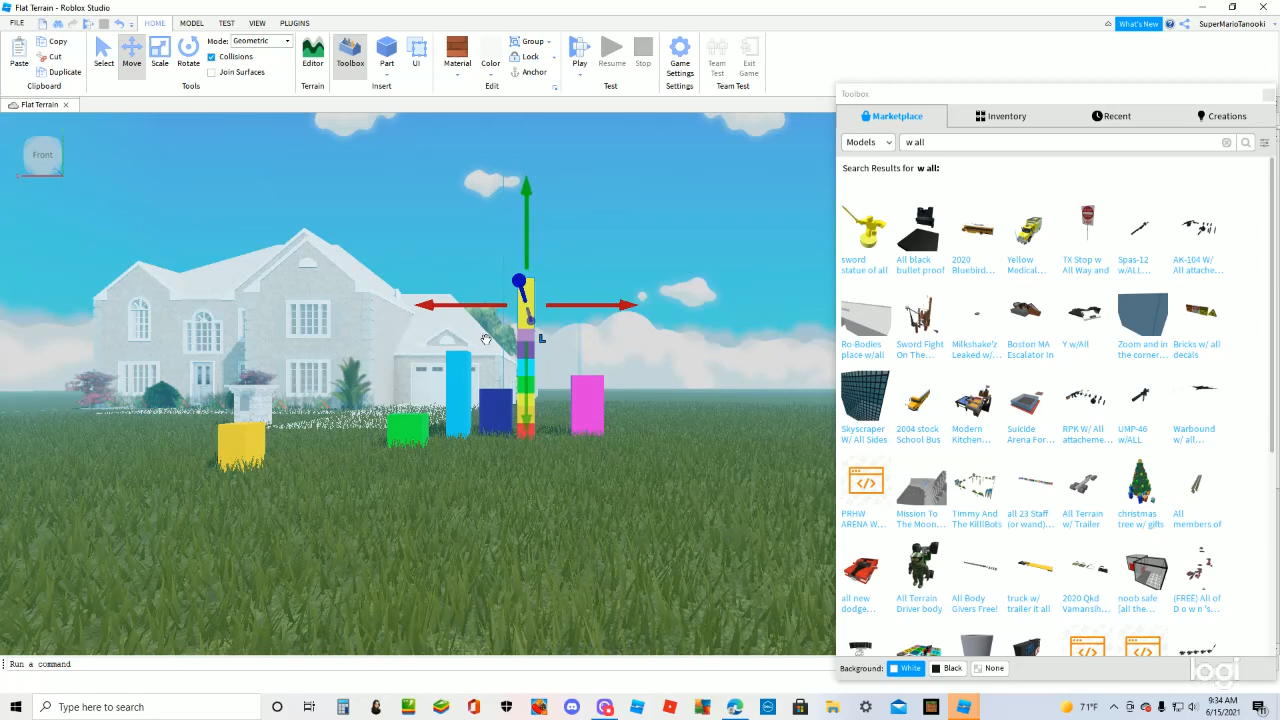 Flat Terrain - Roblox Studio
FILE HOME MODEL TEST VIEW PLUGINS What's New SuperMarioTanooki
Copy Mode: Geometric Group
Paste Cut Select Move Scale Rotate Collisions Editor Toolbox Part UI Material Color Lock Play Resume Stop Game Settings Team Test Exit Game
Duplicate Join Surfaces Anchor
Clipboard Tools Terrain Insert Edit Test Settings Team Test
Flat Terrain
Front
L
Toolbox
Marketplace Inventory Recent Creations
Models w all
Search Results for w all:
sword statue of all
All black bullet proof
2020 Bluebird...
Yellow Medical...
TX Stop w All Way and
Spas-12 w/ALL...
AK-104 W/ All attache...
Ro-Bodies place w/all
Sword Fight On The...
Milkshake'z Leaked w/...
Boston MA Escalator In
Y w/All
Zoom and in the corner...
Bricks w/ all decals
Skyscraper W/ All Sides
2004 stock School Bus
Modern Kitchen...
Suicide Arena For...
RPK W/ All attacheme...
UMP-46 w/ALL
Warbound w/ all...
PRHW ARENA W...
Mission To The Moon...
Timmy And The KillBots
all 23 Staff (or wand)...
All Terrain w/ Trailer
christmas tree w/ gifts
All members of
all new dodge...
All Terrain Driver body
All Body Givers Free!
truck w/ trailer it all
2020 Qkd Vamansih...
noob safe [all the...
(FREE) All of D o w n 's...
Background: White Black None
Run a command
logi
Type here to search
71°F
9:34 AM
6/15/2021